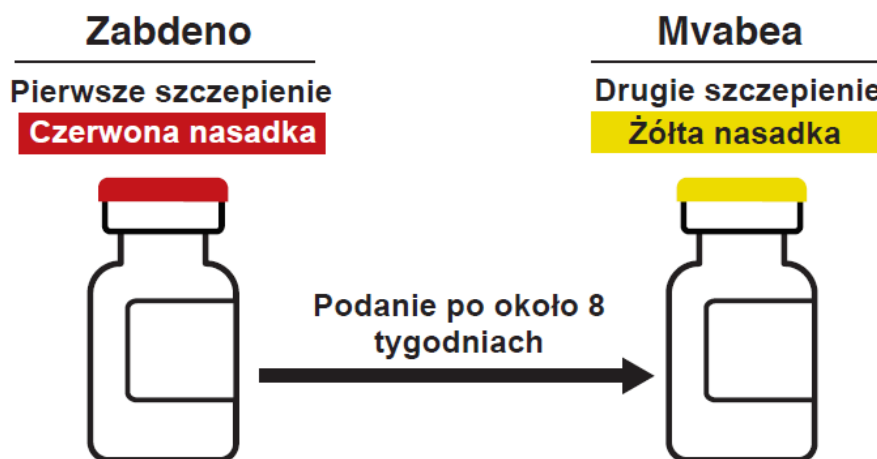 Zabdeno
Pierwsze szczepienie
Czerwona nasadka
Mvabea
Drugie szczepienie
Żółta nasadka
Podanie po około 8
tygodniach